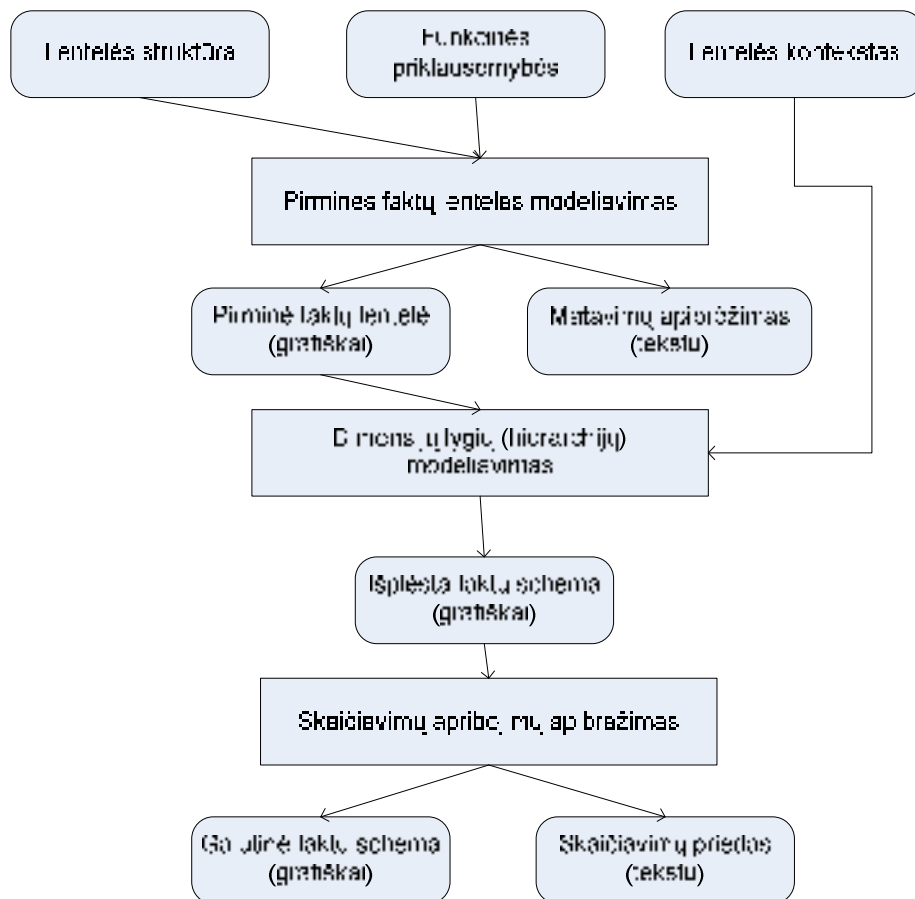 Lentelės struktūra
Funkcinės
priklausomybės
Lentelės kontekstas
Pirminės faktų lentelės modeliavimas
Pirminė faktų lentelė
(grafiškai)
Matavimų apibrėžimas
(tekstu)
Dimensijų lygių (hierarchijų)
modeliavimas
Išplėsta faktų schema
(grafiškai)
Skaičiavimų apribojimų apibrėžimas
Galutinė faktų schema
(grafiškai)
Skaičiavimų priedas
(tekstu)